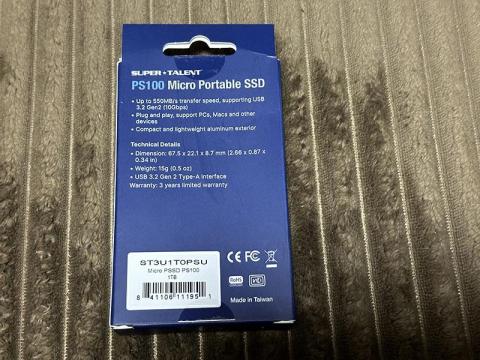 SUPER★TALENT
PS100 Micro Portable SSD
• Up to 550MB/s transfer speed, supporting USB
3.2 Gen2 (10Gbps)
• Plug and play, support PCs, Macs and other
devices
• Compact and lightweight aluminum exterior
Technical Details
• Dimension: 67.5 x 22.1 x 8.7 mm (2.66 x 0.87 x
0.34 in)
• Weight: 15g (0.5 oz)
• USB 3.2 Gen 2 Type-A Interface
Warranty: 3 years limited warranty
ST3U1T0PSU
Micro PSSD PS100
1TB
8 41106 11195 1
CE FC
RoHS
Made in Taiwan